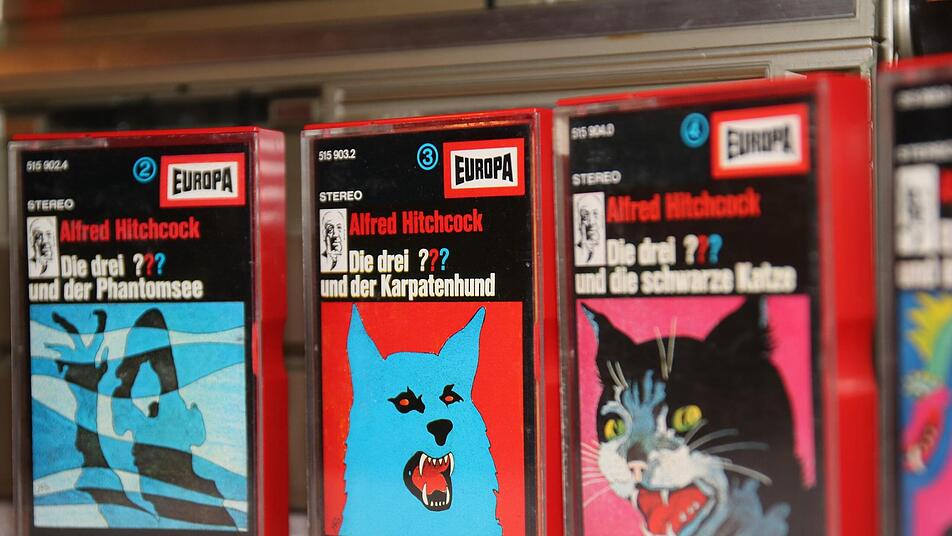 515 902.4
2
EUROPA
STEREO
Alfred Hitchcock
Die drei ???
und der Phantomsee
515 903.2
3
EUROPA
STEREO
Alfred Hitchcock
Die drei ???
und der Karpatenhund
515 904.0
4
EUROPA
STEREO
Alfred Hitchcock
Die drei ???
und die schwarze Katze